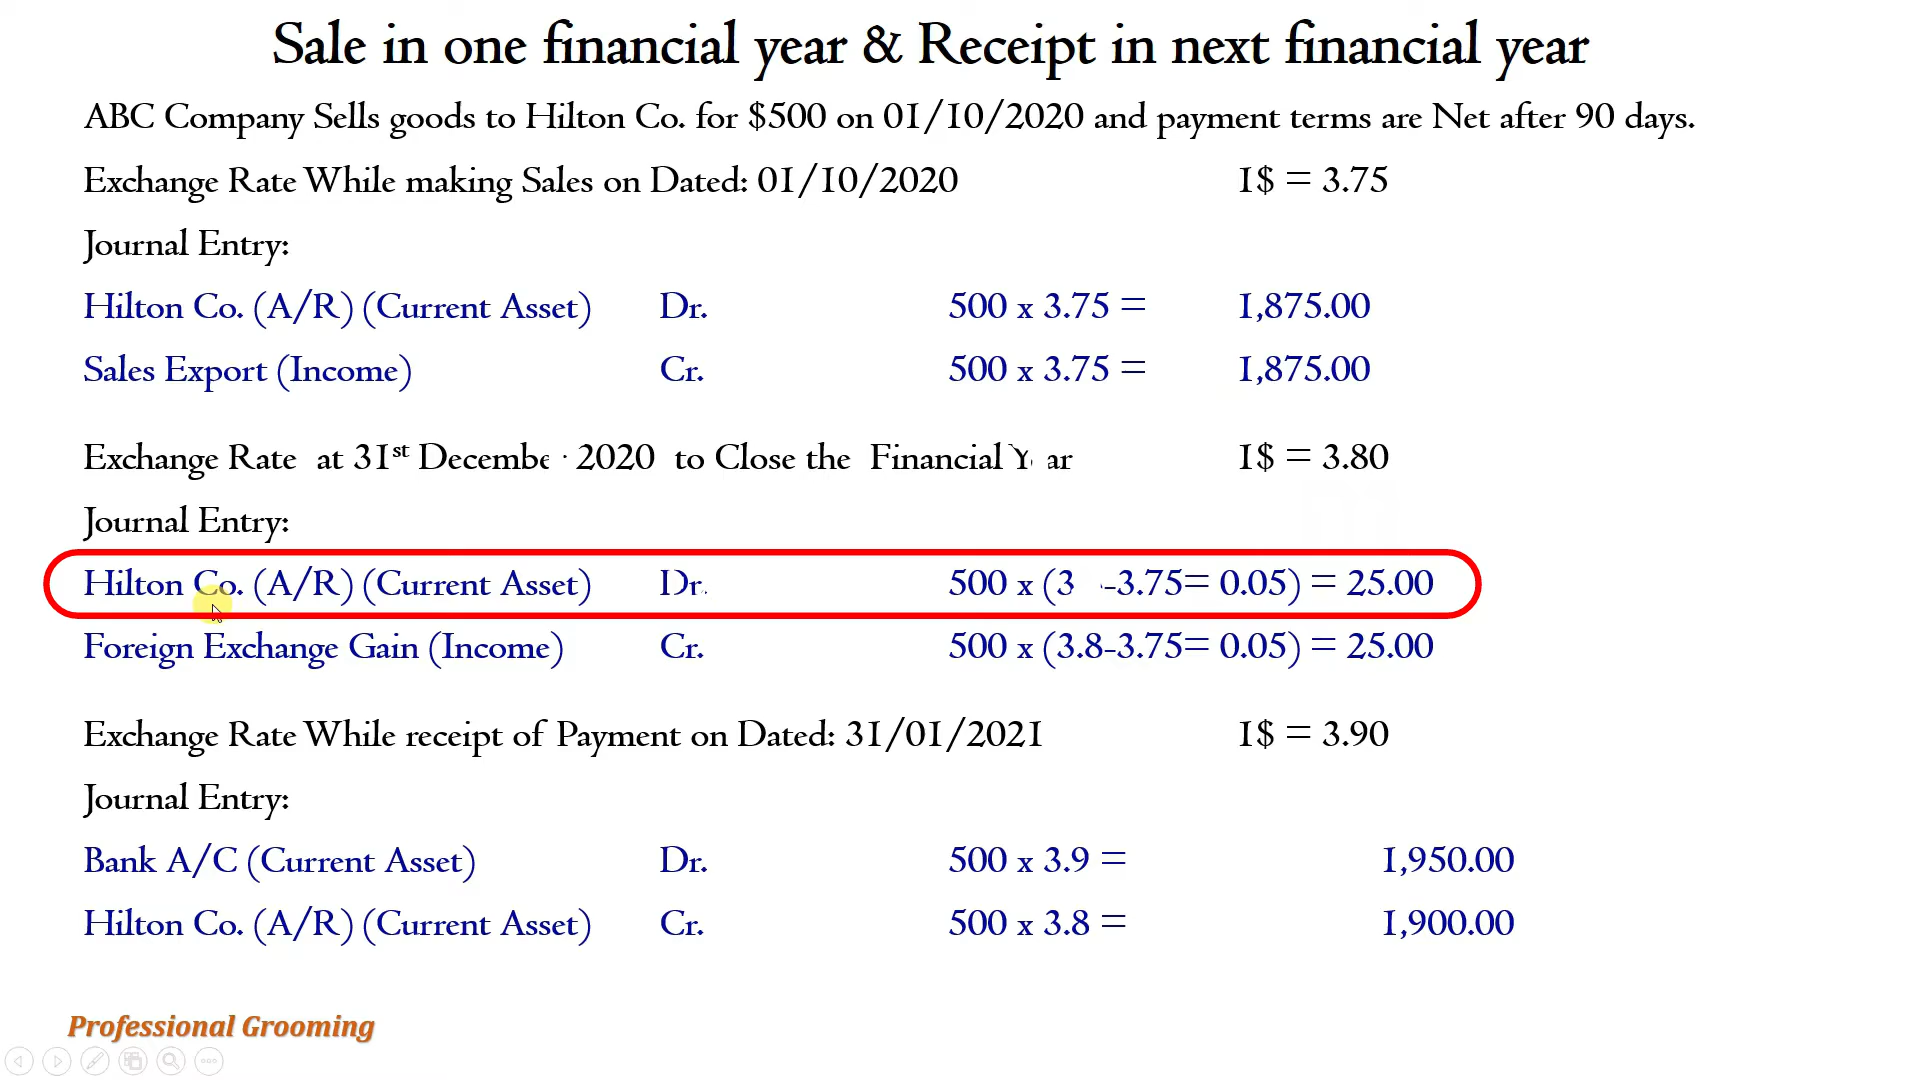 Sale in one financial year & Receipt in next financial year
ABC Company Sells goods to Hilton Co. for $500 on 01/10/2020 and payment terms are Net after 90 days.
Exchange Rate While making Sales on Dated: 01/10/2020 1$ = 3.75
Journal Entry:
Hilton Co. (A/R) (Current Asset) Dr. 500 x 3.75 = 1,875.00
Sales Export (Income) Cr. 500 x 3.75 = 1,875.00
Exchange Rate at 31st December 2020 to Close the Financial Year 1$ = 3.80
Journal Entry:
Hilton Co. (A/R) (Current Asset) Dr. 500 x (3 -3.75= 0.05) = 25.00
Foreign Exchange Gain (Income) Cr. 500 x (3.8-3.75= 0.05) = 25.00
Exchange Rate While receipt of Payment on Dated: 31/01/2021 1$ = 3.90
Journal Entry:
Bank A/C (Current Asset) Dr. 500 x 3.9 = 1,950.00
Hilton Co. (A/R) (Current Asset) Cr. 500 x 3.8 = 1,900.00
Professional Grooming